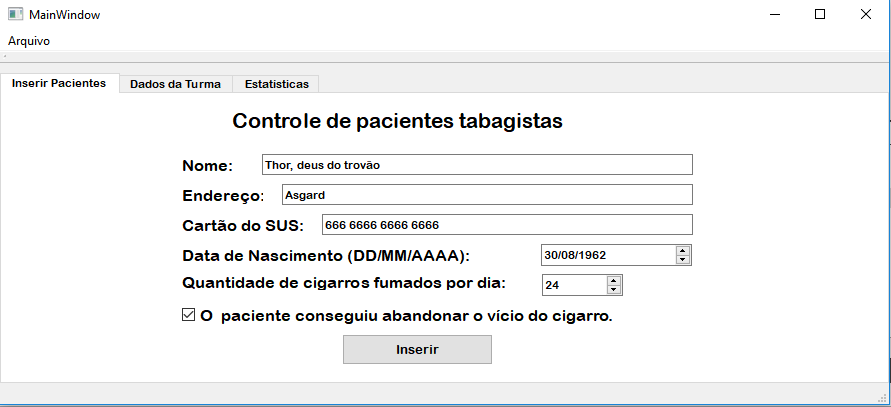 MainWindow
Arquivo
Inserir Pacientes Dados da Turma Estatisticas
Controle de pacientes tabagistas
Nome: Thor, deus do trovão
Endereço: Asgard
Cartão do SUS: 666 6666 6666 6666
Data de Nascimento (DD/MM/AAAA): 30/08/1962
Quantidade de cigarros fumados por dia: 24
O paciente conseguiu abandonar o vício do cigarro.
Inserir